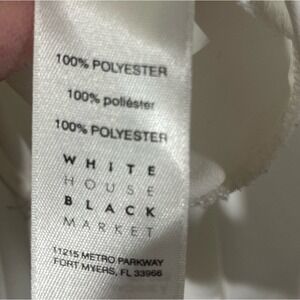 100% POLYESTER
100% poliéster
100% POLYESTER
WHITE
HOUSE
BLACK
MARKET
11215 METRO PARKWAY
FORT MYERS, FL 33966